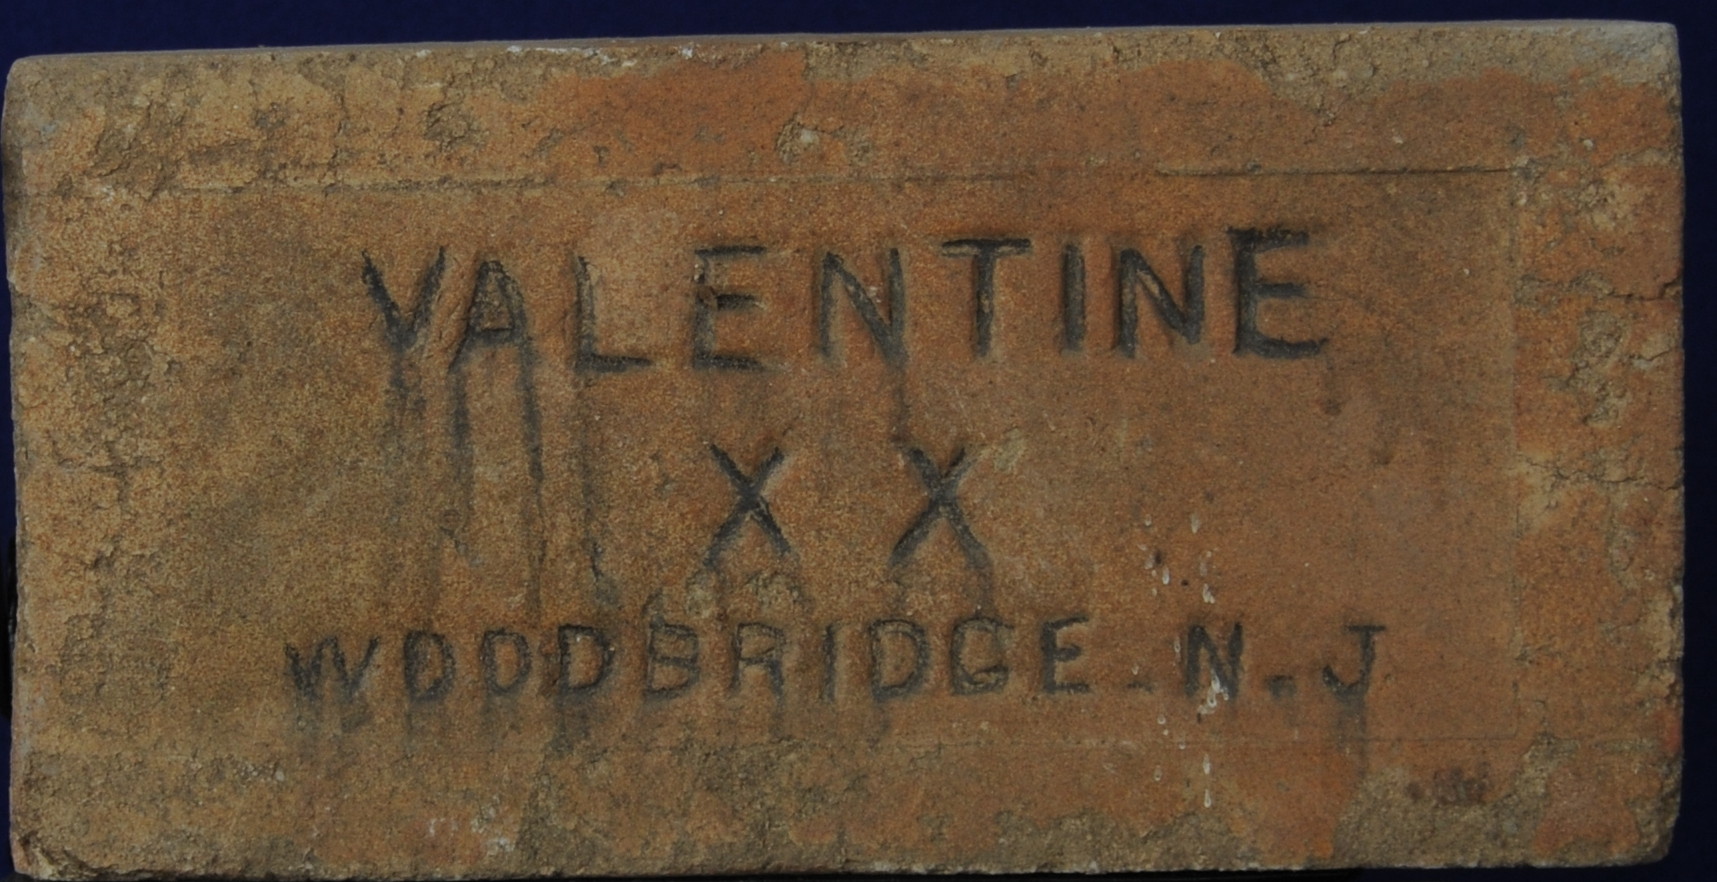 VALENTINE
X X
WOODBRIDGE. N. J